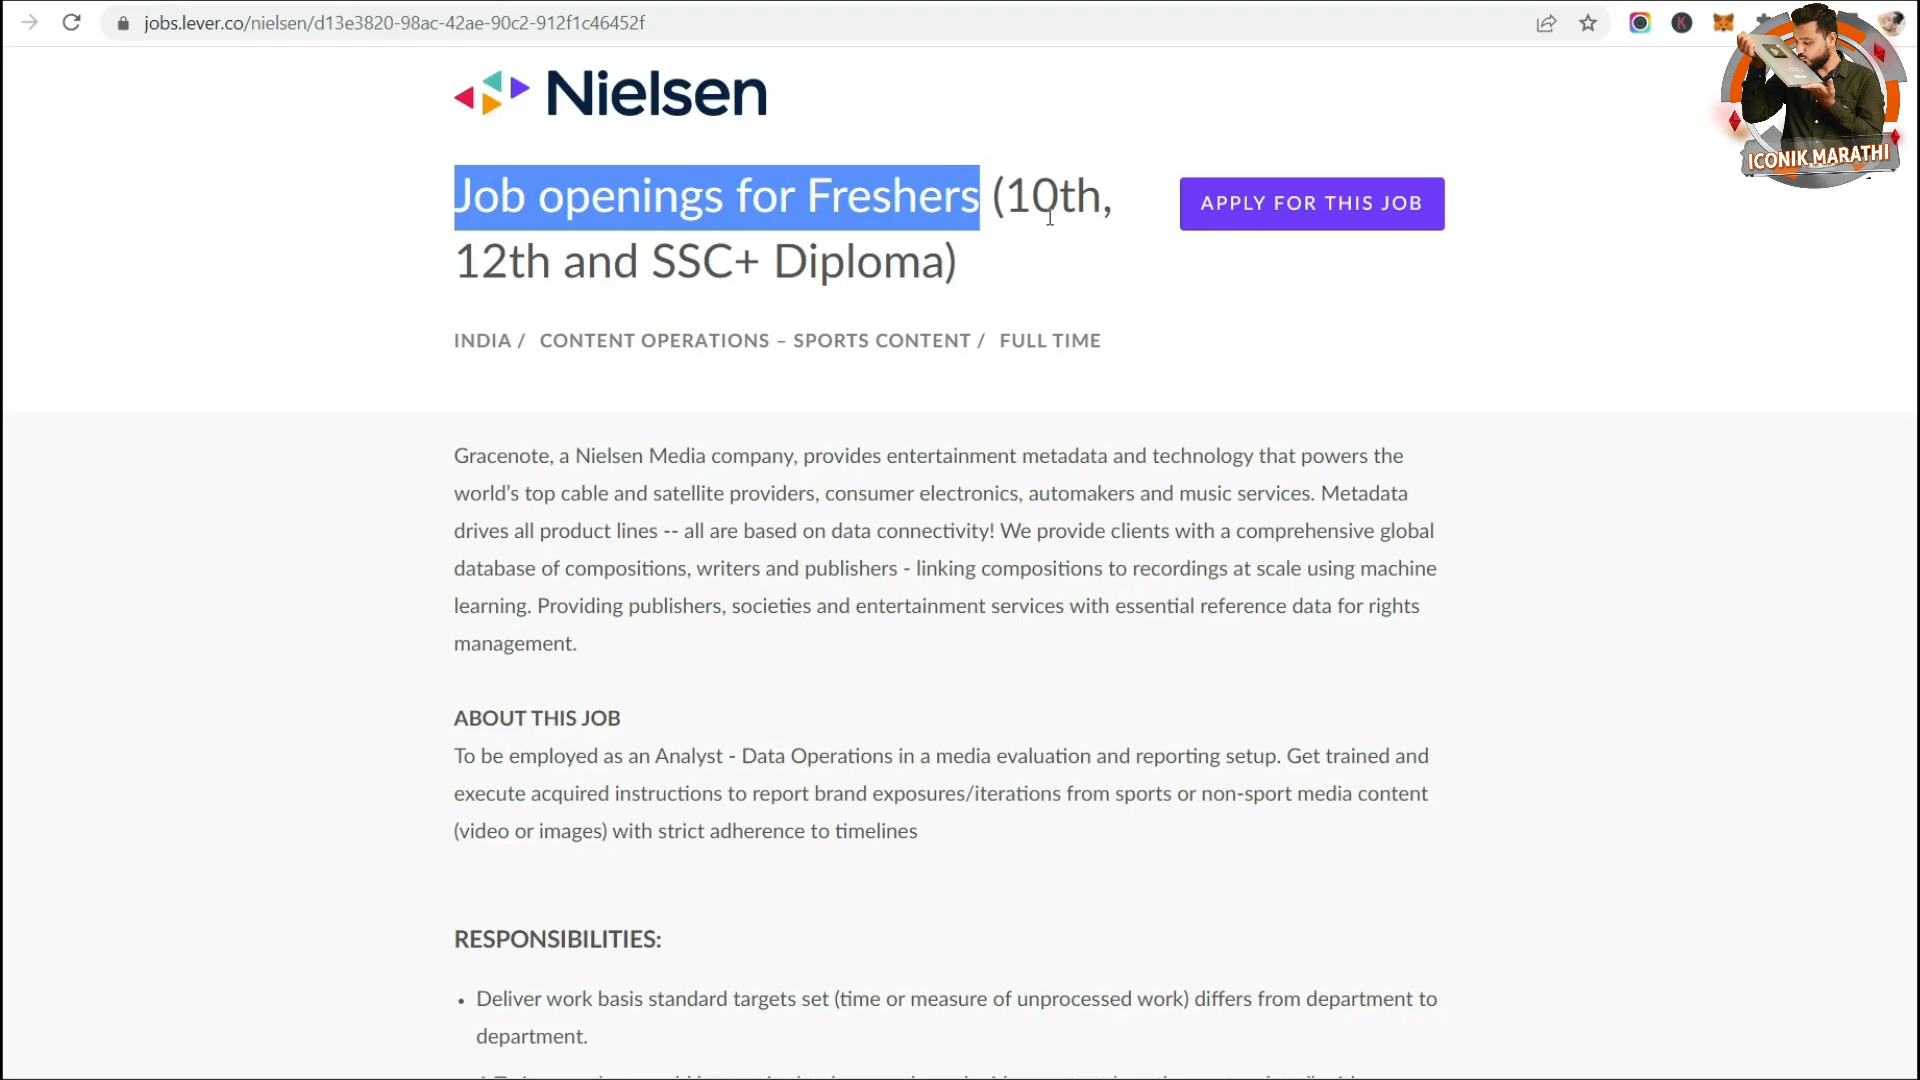 jobs.lever.co/nielsen/d13e3820-98ac-42ae-90c2-912f1c46452f
Nielsen
ICONIK MARATHI
Job openings for Freshers (10th,
12th and SSC+ Diploma)
APPLY FOR THIS JOB
INDIA / CONTENT OPERATIONS – SPORTS CONTENT / FULL TIME
Gracenote, a Nielsen Media company, provides entertainment metadata and technology that powers the
world’s top cable and satellite providers, consumer electronics, automakers and music services. Metadata
drives all product lines -- all are based on data connectivity! We provide clients with a comprehensive global
database of compositions, writers and publishers - linking compositions to recordings at scale using machine
learning. Providing publishers, societies and entertainment services with essential reference data for rights
management.
ABOUT THIS JOB
To be employed as an Analyst - Data Operations in a media evaluation and reporting setup. Get trained and
execute acquired instructions to report brand exposures/iterations from sports or non-sport media content
(video or images) with strict adherence to timelines
RESPONSIBILITIES:
• Deliver work basis standard targets set (time or measure of unprocessed work) differs from department to
department.